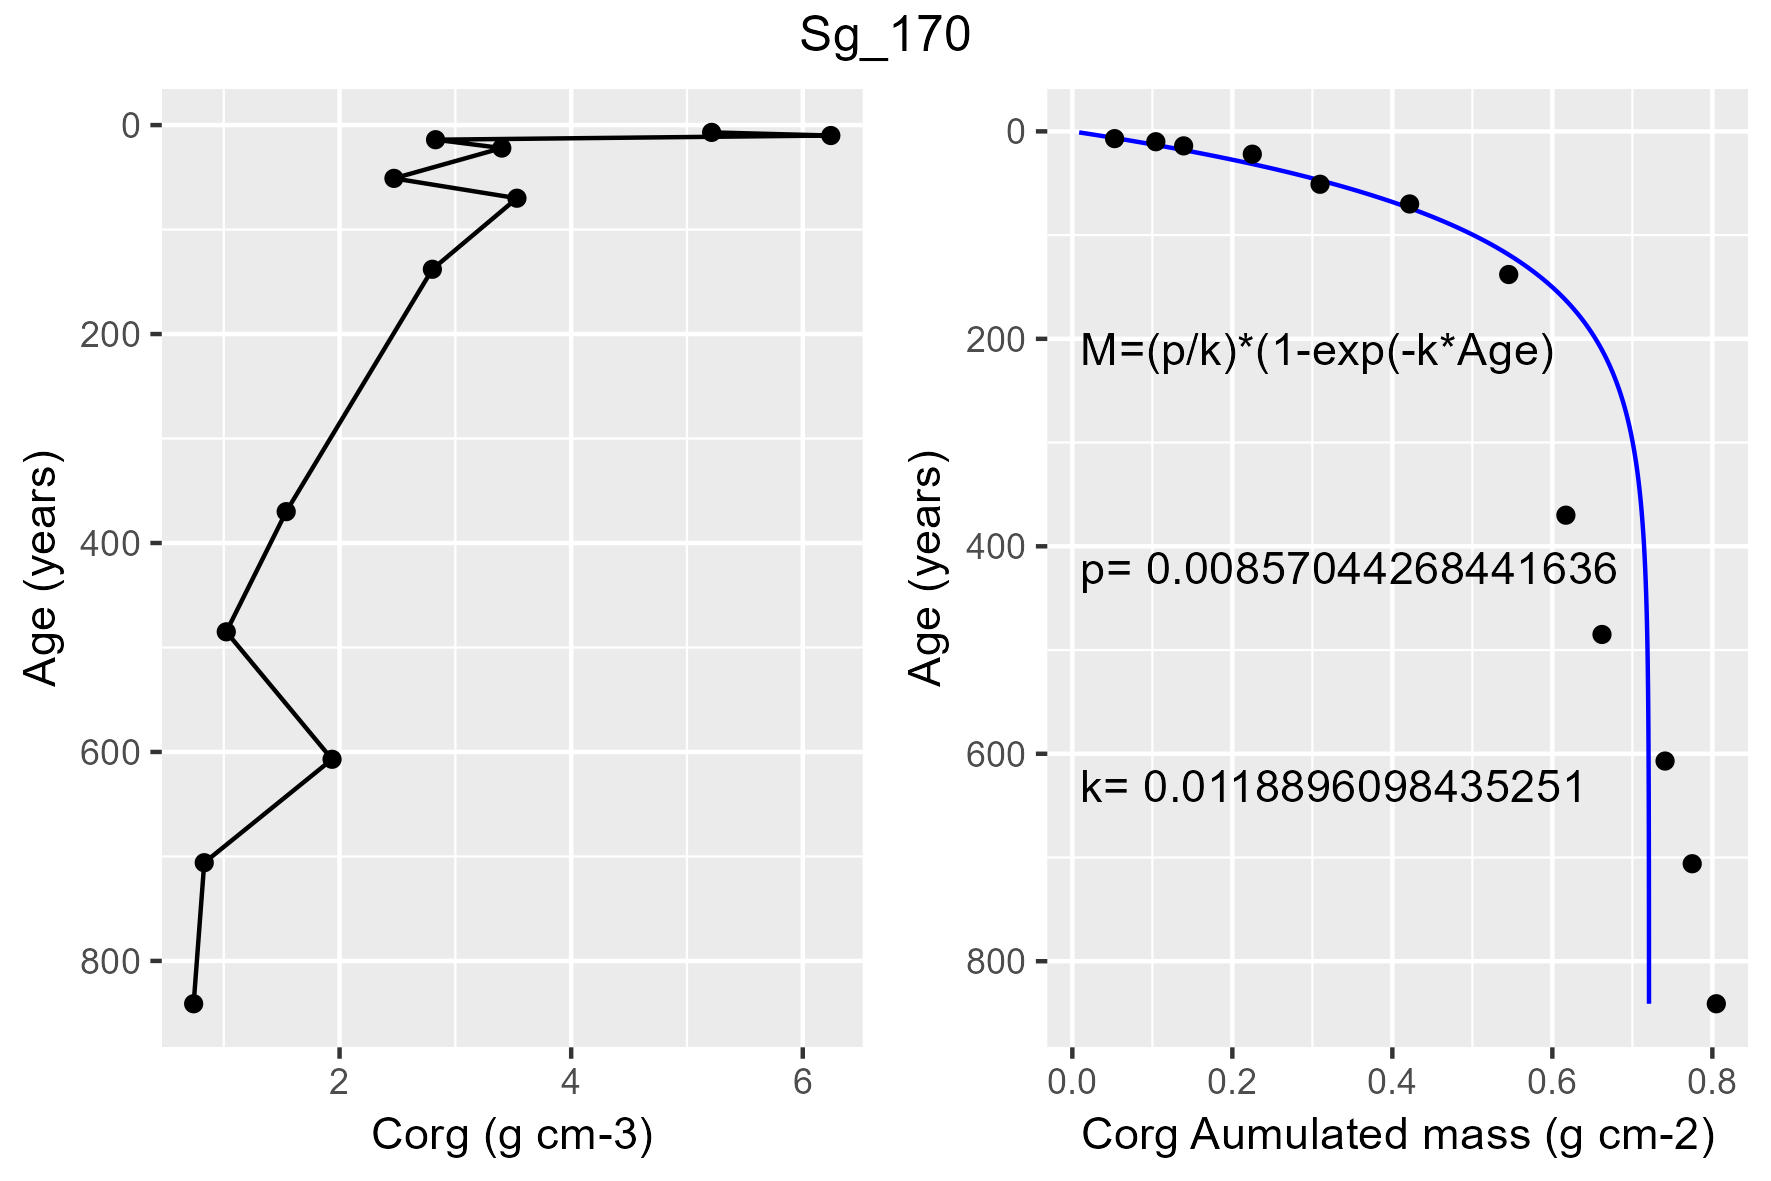 Sg_170
0
200
400
600
800
Age (years)
2
4
6
Corg (g cm-3)
0
200
400
600
800
Age (years)
M=(p/k)*(1-exp(-k*Age)
p= 0.00857044268441636
k= 0.0118896098435251
0.0
0.2
0.4
0.6
0.8
Corg Aumulated mass (g cm-2)